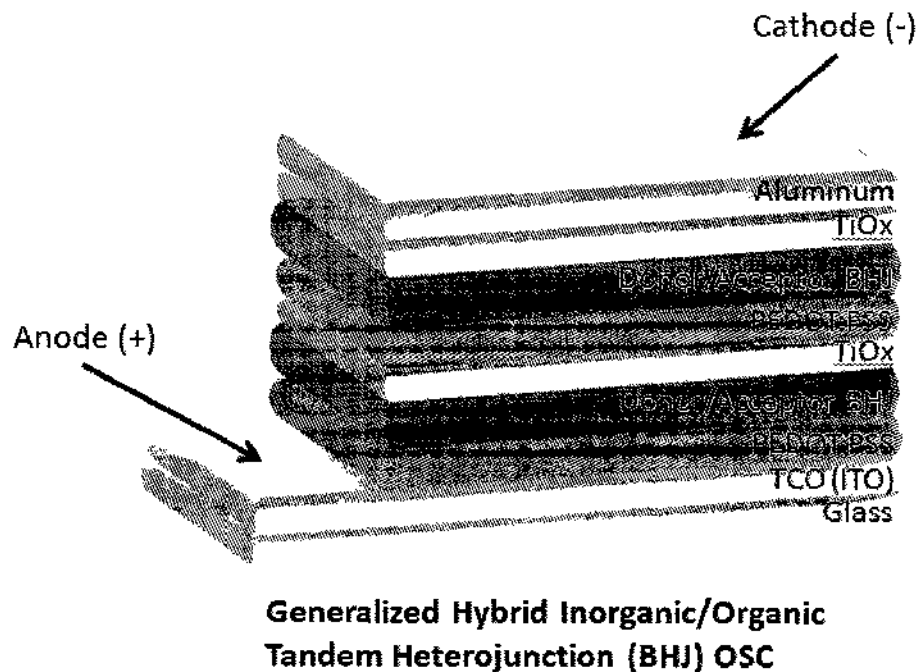 Cathode (-)
Aluminum
TiOx
Donor/Acceptor BHJ
PEDOT-PSS
Anode (+)
TiOx
Donor/Acceptor BHJ
PEDOT-PSS
TCO (ITO)
Glass
Generalized Hybrid Inorganic/Organic
Tandem Heterojunction (BHJ) OSC